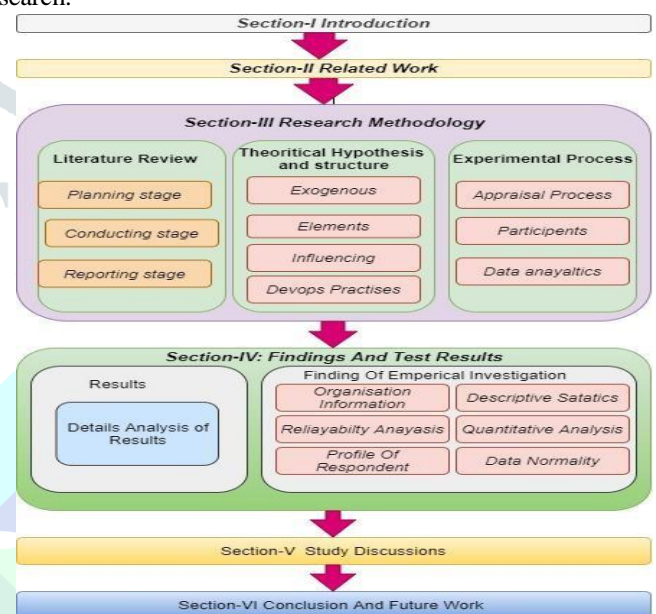 search.
Section-I Introduction
Section-II Related Work
Section-III Research Methodology
Literature Review
Planning stage
Conducting stage
Reporting stage
Theoritical Hypothesis
and structure
Exogenous
Elements
Influencing
Devops Practises
Experimental Process
Appraisal Process
Participents
Data anayaltics
Section-IV: Findings And Test Results
Results
Details Analysis of
Results
Finding Of Emperical Investigation
Organisation
Information
Descriptive Satatics
Reliayabilty Anayasis
Quantitative Analysis
Profile Of
Respondent
Data Normality
Section-V Study Discussions
Section-VI Conclusion And Future Work